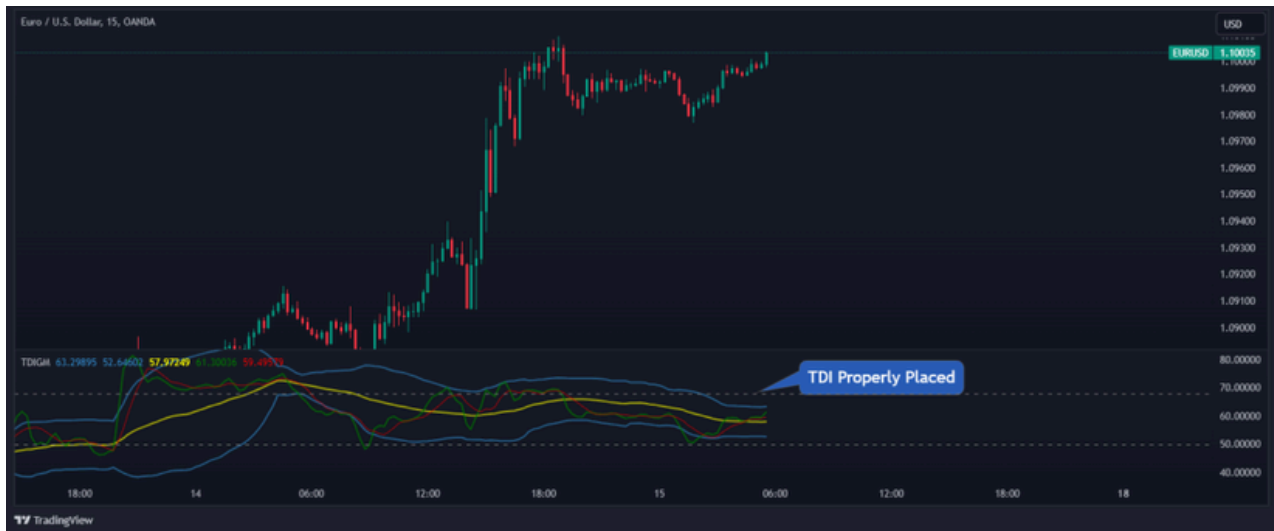 Euro / U.S. Dollar, 15, OANDA
USD
EURUSD 1.10035
1.10000
1.09900
1.09800
1.09700
1.09600
1.09500
1.09400
1.09300
1.09200
1.09100
1.09000
TDIGM 63.29895 52.64602 57.97249 61.30036
80.00000
TDI Properly Placed
70.00000
60.00000
50.00000
40.00000
18:00 14 06:00 12:00 18:00 15 06:00 12:00 18:00 18
TradingView